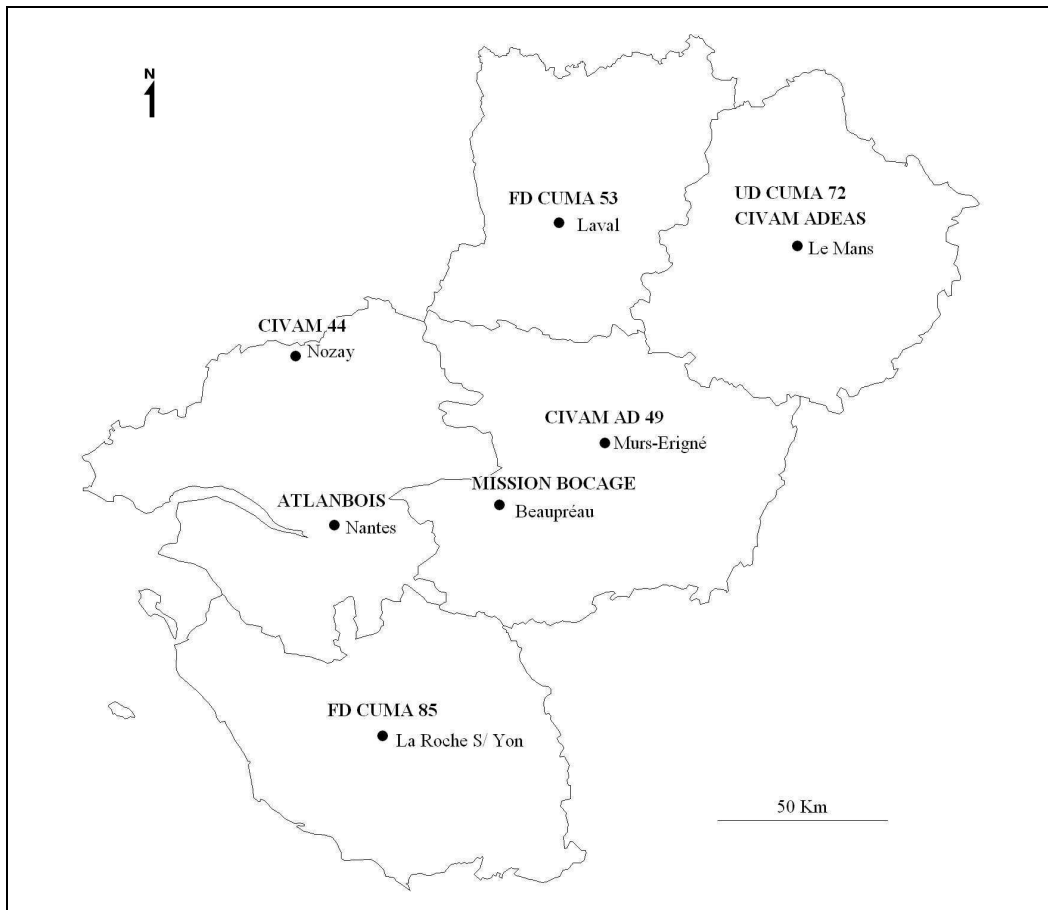 N
FD CUMA 53
Laval
UD CUMA 72
CIVAM ADEAS
Le Mans
CIVAM 44
Nozay
CIVAM AD 49
Murs-Erigné
MISSION BOCAGE
Beaupréau
ATLANBOIS
Nantes
FD CUMA 85
La Roche S/ Yon
50 Km